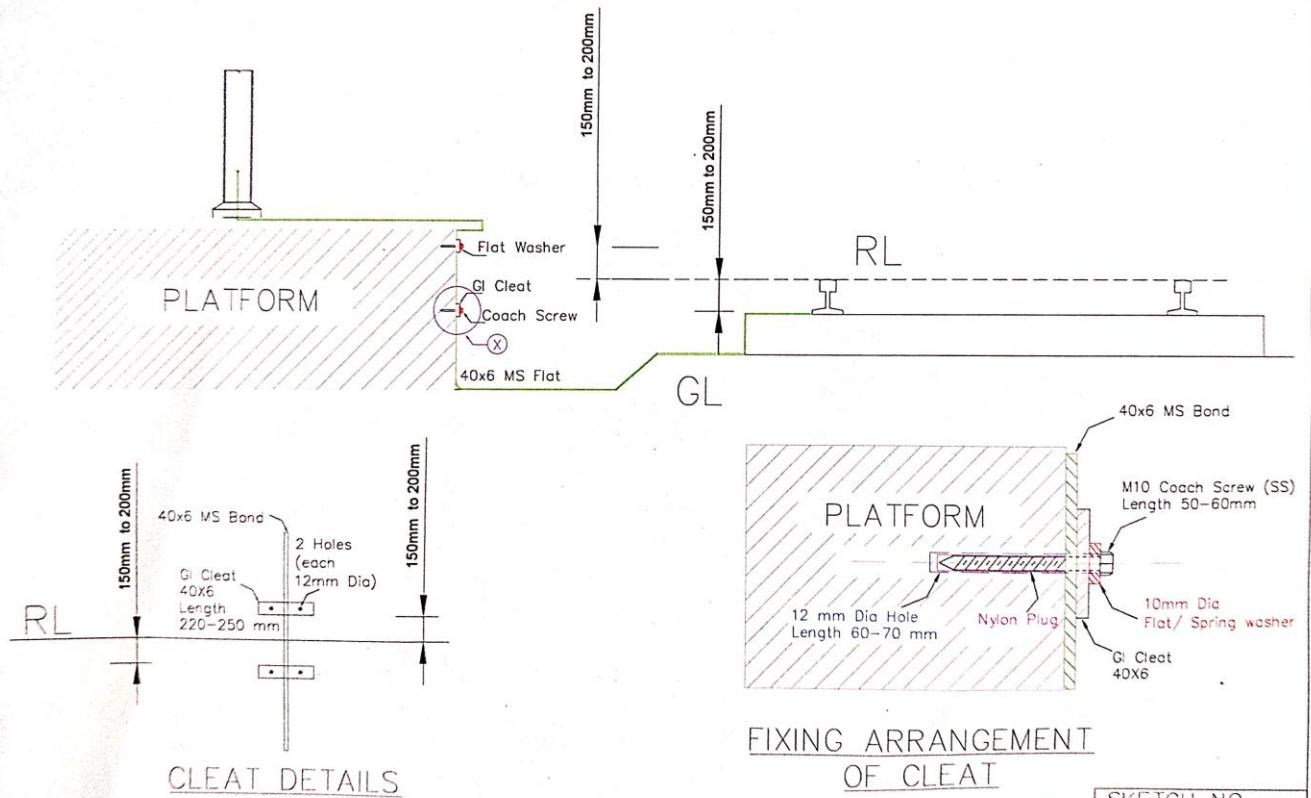 150mm to 200mm
150mm to 200mm
Flat Washer
RL
GI Cleat
PLATFORM
Coach Screw
X
40x6 MS Flat
GL
40x6 MS Bond
150mm to 200mm
150mm to 200mm
40x6 MS Bond
2 Holes
(each
12mm Dia)
GI Cleat
40X6
Length
220-250 mm
RL
CLEAT DETAILS
M10 Coach Screw (SS)
Length 50-60mm
PLATFORM
12 mm Dia Hole
Length 60-70 mm
Nylon Plug
10mm Dia
Flat/ Spring washer
GI Cleat
40X6
FIXING ARRANGEMENT
OF CLEAT
SKETCH NO